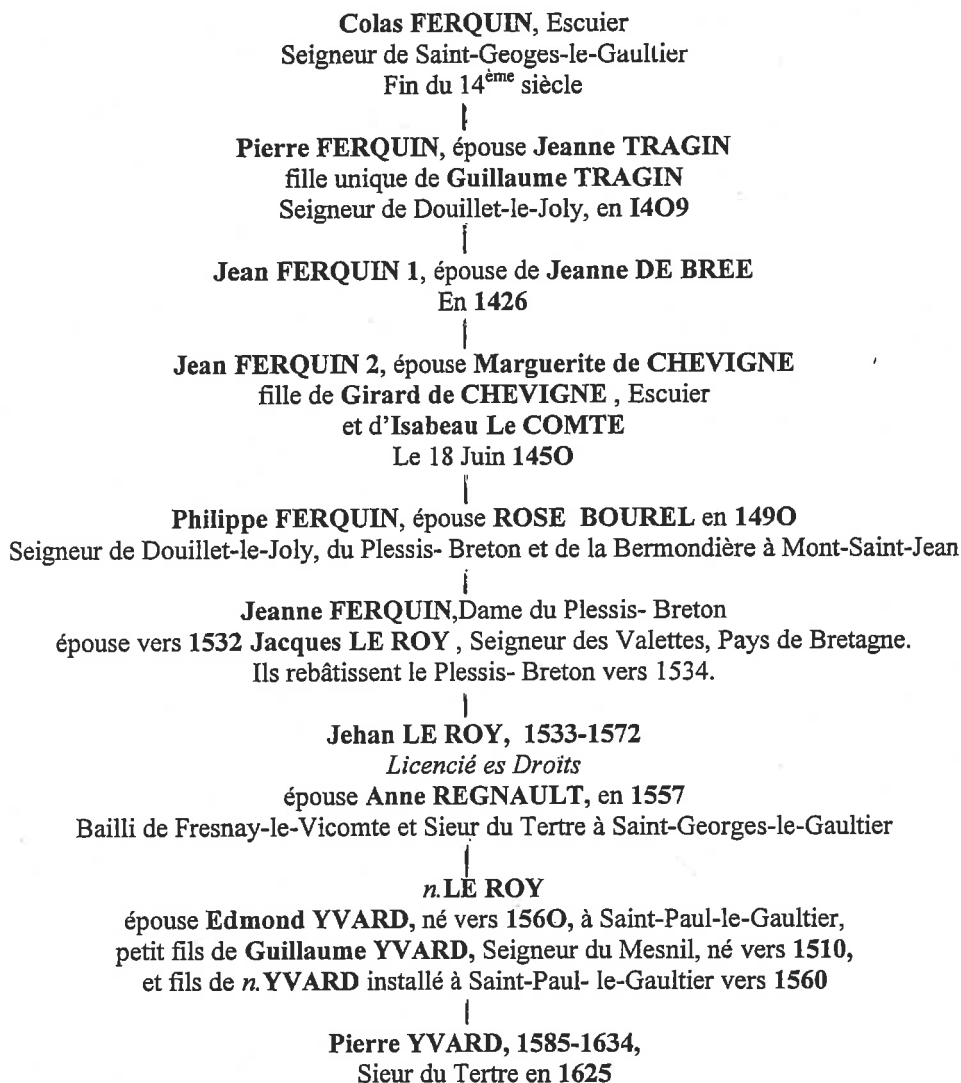 Colas FERQUIN, Escuier
Seigneur de Saint-Geoges-le-Gaultier
Fin du 14ème siècle
Pierre FERQUIN, épouse Jeanne TRAGIN
fille unique de Guillaume TRAGIN
Seigneur de Douillet-le-Joly, en I4O9
Jean FERQUIN 1, épouse de Jeanne DE BREE
En 1426
Jean FERQUIN 2, épouse Marguerite de CHEVIGNE
fille de Girard de CHEVIGNE , Escuier
et d'Isabeau Le COMTE
Le 18 Juin 145O
Philippe FERQUIN, épouse ROSE BOUREL en 149O
Seigneur de Douillet-le-Joly, du Plessis- Breton et de la Bermondière à Mont-Saint-Jean
Jeanne FERQUIN,Dame du Plessis- Breton
épouse vers 1532 Jacques LE ROY , Seigneur des Valettes, Pays de Bretagne.
Ils rebâtissent le Plessis- Breton vers 1534.
Jehan LE ROY, 1533-1572
Licencié es Droits
épouse Anne REGNAULT, en 1557
Bailli de Fresnay-le-Vicomte et Sieur du Tertre à Saint-Georges-le-Gaultier
n.LE ROY
épouse Edmond YVARD, né vers 156O, à Saint-Paul-le-Gaultier,
petit fils de Guillaume YVARD, Seigneur du Mesnil, né vers 1510,
et fils de n. YVARD installé à Saint-Paul- le-Gaultier vers 1560
Pierre YVARD, 1585-1634,
Sieur du Tertre en 1625